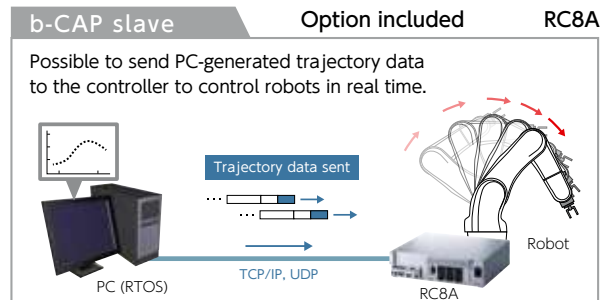 b-CAP slave
Option included
RC8A
Possible to send PC-generated trajectory data
to the controller to control robots in real time.
Trajectory data sent
TCP/IP, UDP
PC (RTOS)
RC8A
Robot